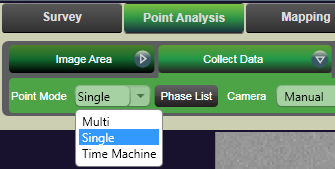 Survey Point Analysis Mapping
Image Area Collect Data
Point Mode Single Phase List Camera Manual
Multi
Single
Time Machine